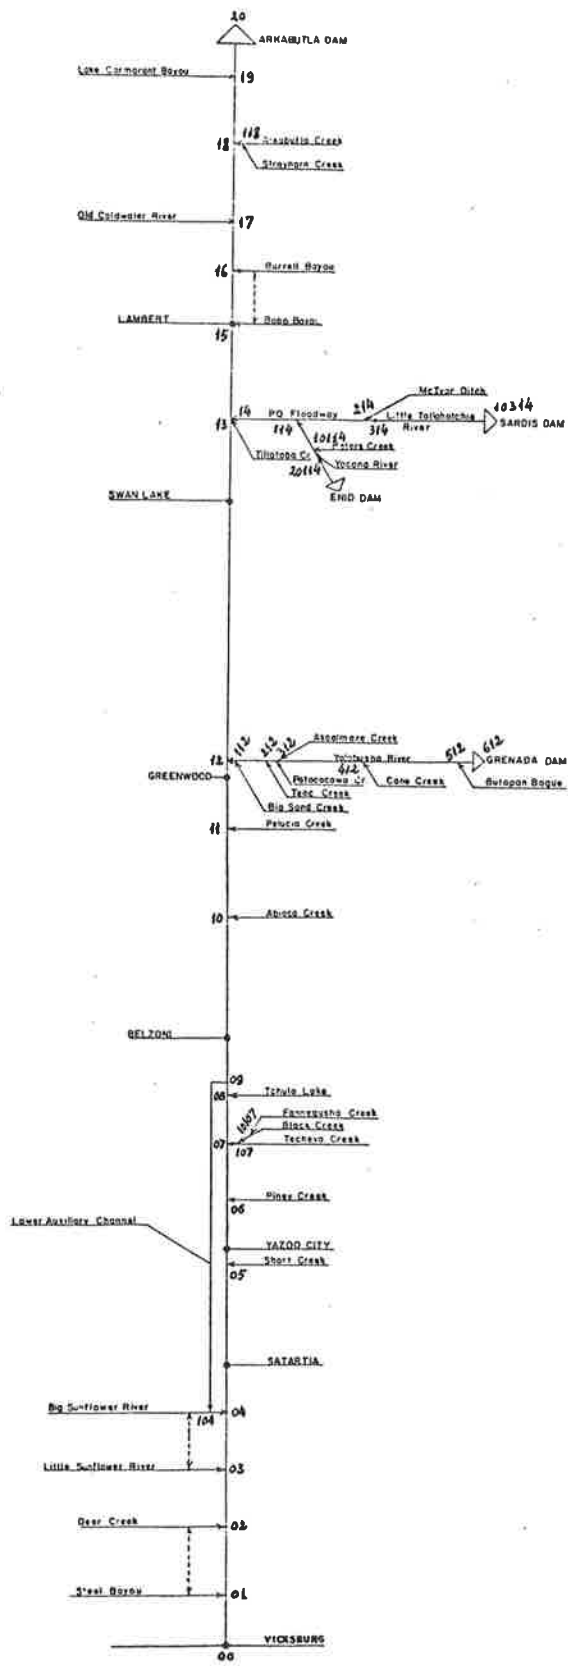 20
ARKABUTLA DAM
Lake Cormorant Bayou
19
118
18
Arkabutla Creek
Strayhorn Creek
Old Coldwater River
17
16
Burrell Bayou
LAMBERT
Bobo Bayou
15
McIvor Ditch
14
PQ Floodway
214
Little Tallahatchie
River
10314
SARDIS DAM
13
114
314
10114
Peters Creek
Tillatoba Cr.
20114
Yocona River
ENID DAM
SWAN LAKE
112
212
312
Ascalmore Creek
12
Yalobusha River
512
612
GRENADA DAM
412
GREENWOOD
Potacocowa Cr.
Cane Creek
Butapan Bogue
Teoc Creek
Big Sand Creek
11
Pelucia Creek
10
Abiaca Creek
BELZONI
09
08
Tchula Lake
10107
Fannegusha Creek
Black Creek
07
Techeva Creek
107
Piney Creek
06
Lower Auxiliary Channel
YAZOO CITY
Short Creek
05
SATARTIA
Big Sunflower River
104
04
Little Sunflower River
03
Deer Creek
02
Steel Bayou
01
VICKSBURG
00